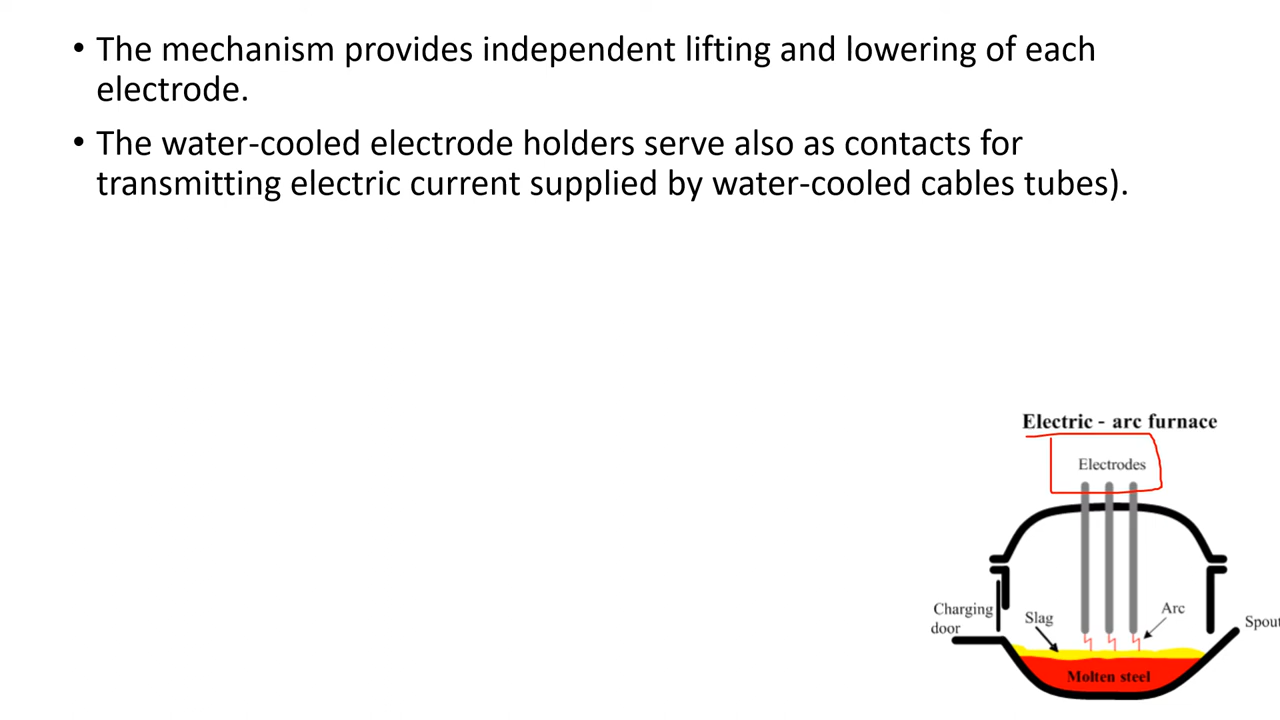 • The mechanism provides independent lifting and lowering of each
electrode.
• The water-cooled electrode holders serve also as contacts for
transmitting electric current supplied by water-cooled cables tubes).
Electric - arc furnace
Electrodes
Charging
door
Slag
Arc
Spout
Molten steel